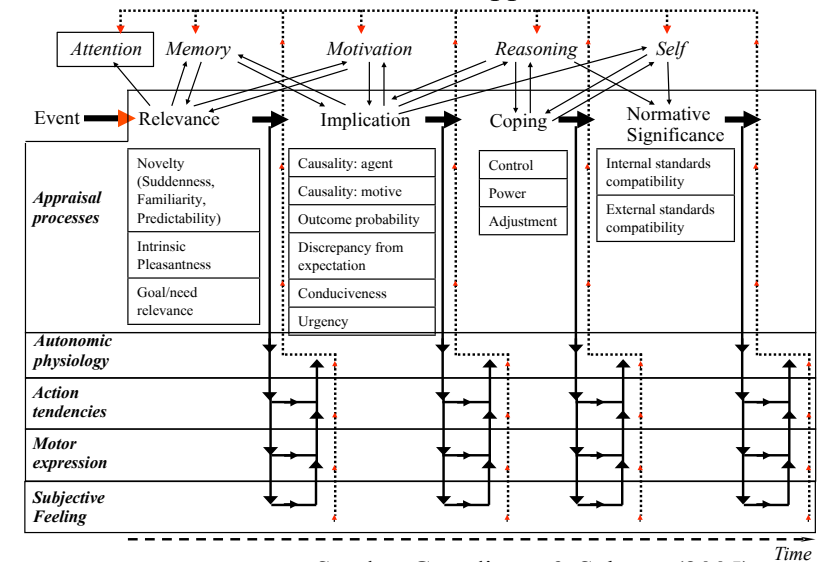 Attention
Memory
Motivation
Reasoning
Self
Event
Relevance
Implication
Coping
Normative
Significance
Appraisal
processes
Novelty
(Suddenness,
Familiarity,
Predictability)
Intrinsic
Pleasantness
Goal/need
relevance
Causality: agent
Causality: motive
Outcome probability
Discrepancy from
expectation
Conduciveness
Urgency
Control
Power
Adjustment
Internal standards
compatibility
External standards
compatibility
Autonomic
physiology
Action
tendencies
Motor
expression
Subjective
Feeling
Time